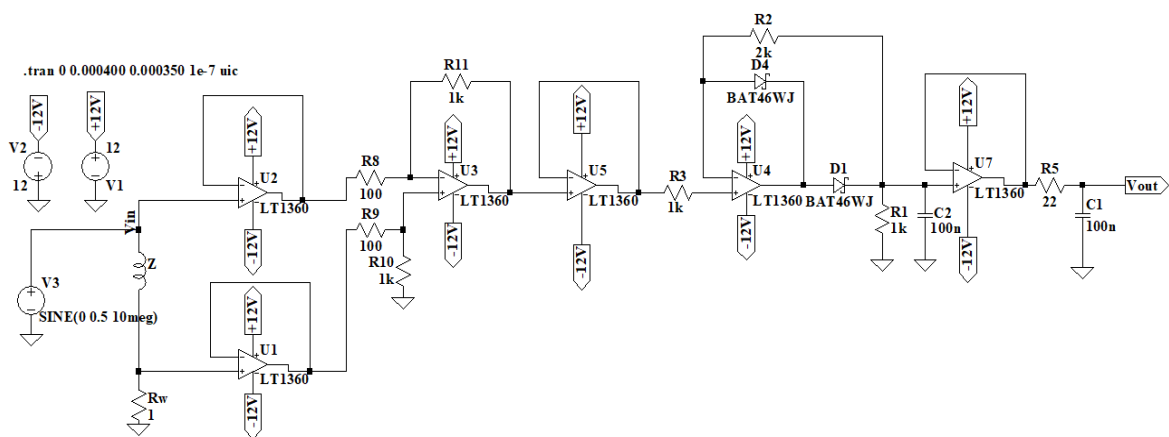 .tran 0 0.000400 0.000350 1e-7 uic
-12V
+12V
V2
12
12
V1
Vin
V3
SINE(0 0.5 10meg)
Z
Rw
1
+12V
U2
LT1360
-12V
+12V
U1
LT1360
-12V
R8
100
R9
100
R10
1k
R11
1k
+12V
U3
LT1360
-12V
+12V
U5
LT1360
-12V
R3
1k
R2
2k
D4
BAT46WJ
+12V
U4
LT1360
-12V
D1
BAT46WJ
R1
1k
C2
100n
+12V
U7
LT1360
-12V
R5
22
C1
100n
Vout